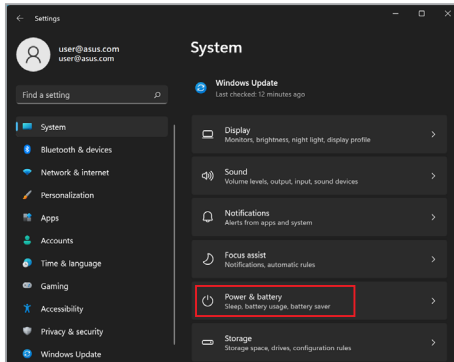 Settings
user@asus.com
user@asus.com
Find a setting
System
Bluetooth & devices
Network & internet
Personalization
Apps
Accounts
Time & language
Gaming
Accessibility
Privacy & security
Windows Update
System
Windows Update
Last checked: 12 minutes ago
Display
Monitors, brightness, night light, display profile
Sound
Volume levels, output, input, sound devices
Notifications
Alerts from apps and system
Focus assist
Notifications, automatic rules
Power & battery
Sleep, battery usage, battery saver
Storage
Storage space, drives, configuration rules